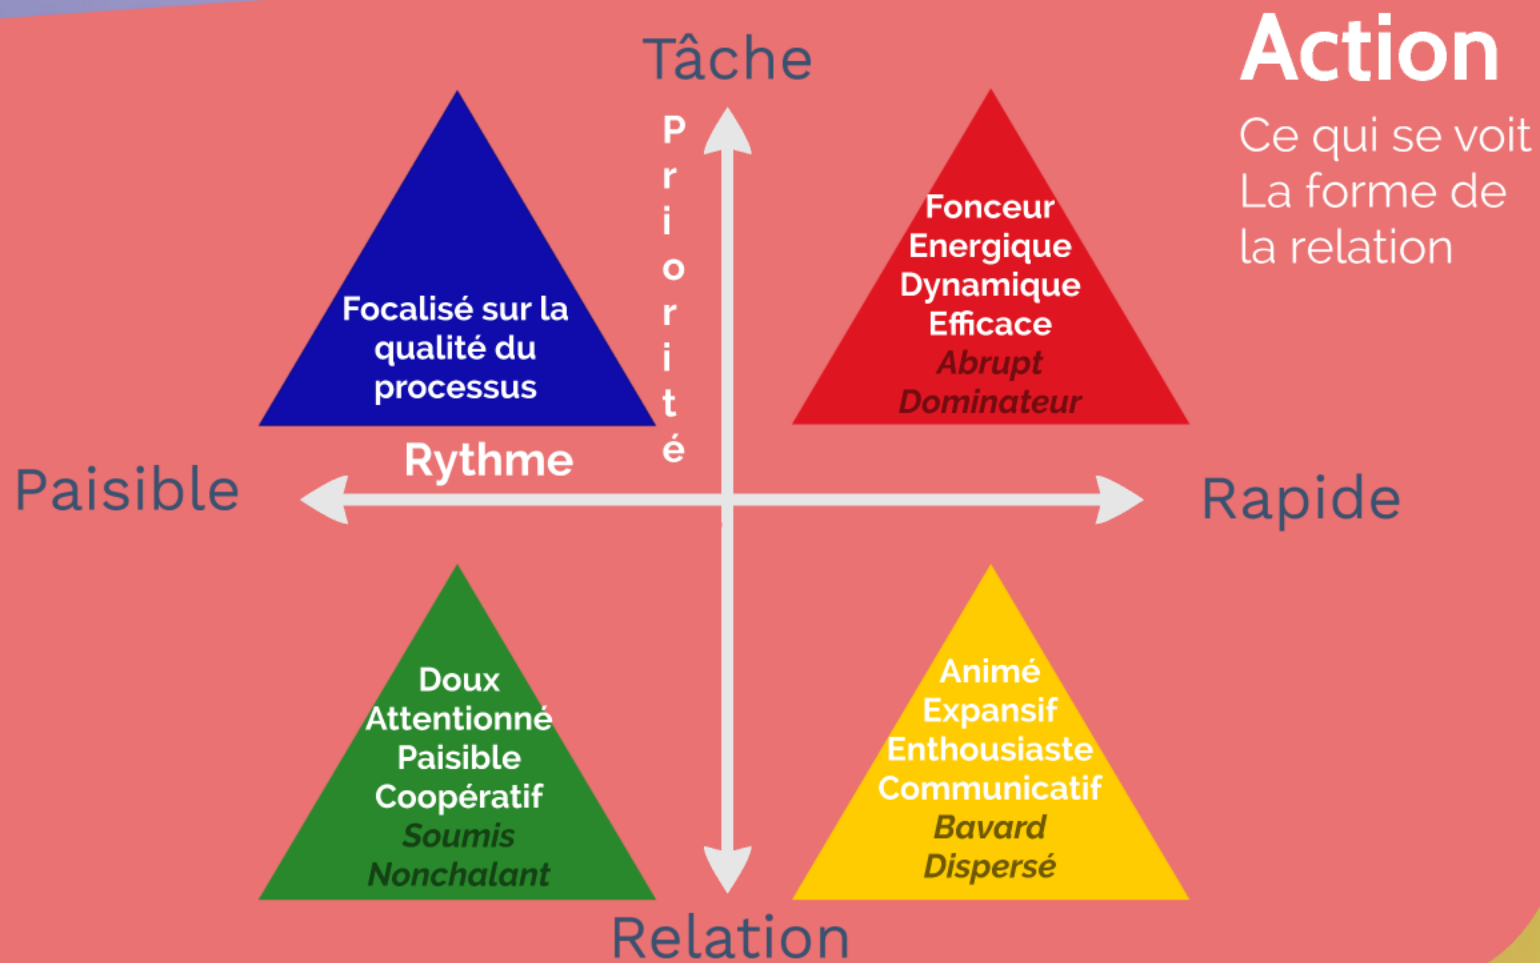 Tâche
Action
Ce qui se voit
La forme de
la relation
Priorité
Focalisé sur la
qualité du
processus
Fonceur
Energique
Dynamique
Efficace
Abrupt
Dominateur
Rythme
Paisible
Rapide
Doux
Attentionné
Paisible
Coopératif
Soumis
Nonchalant
Animé
Expansif
Enthousiaste
Communicatif
Bavard
Dispersé
Relation